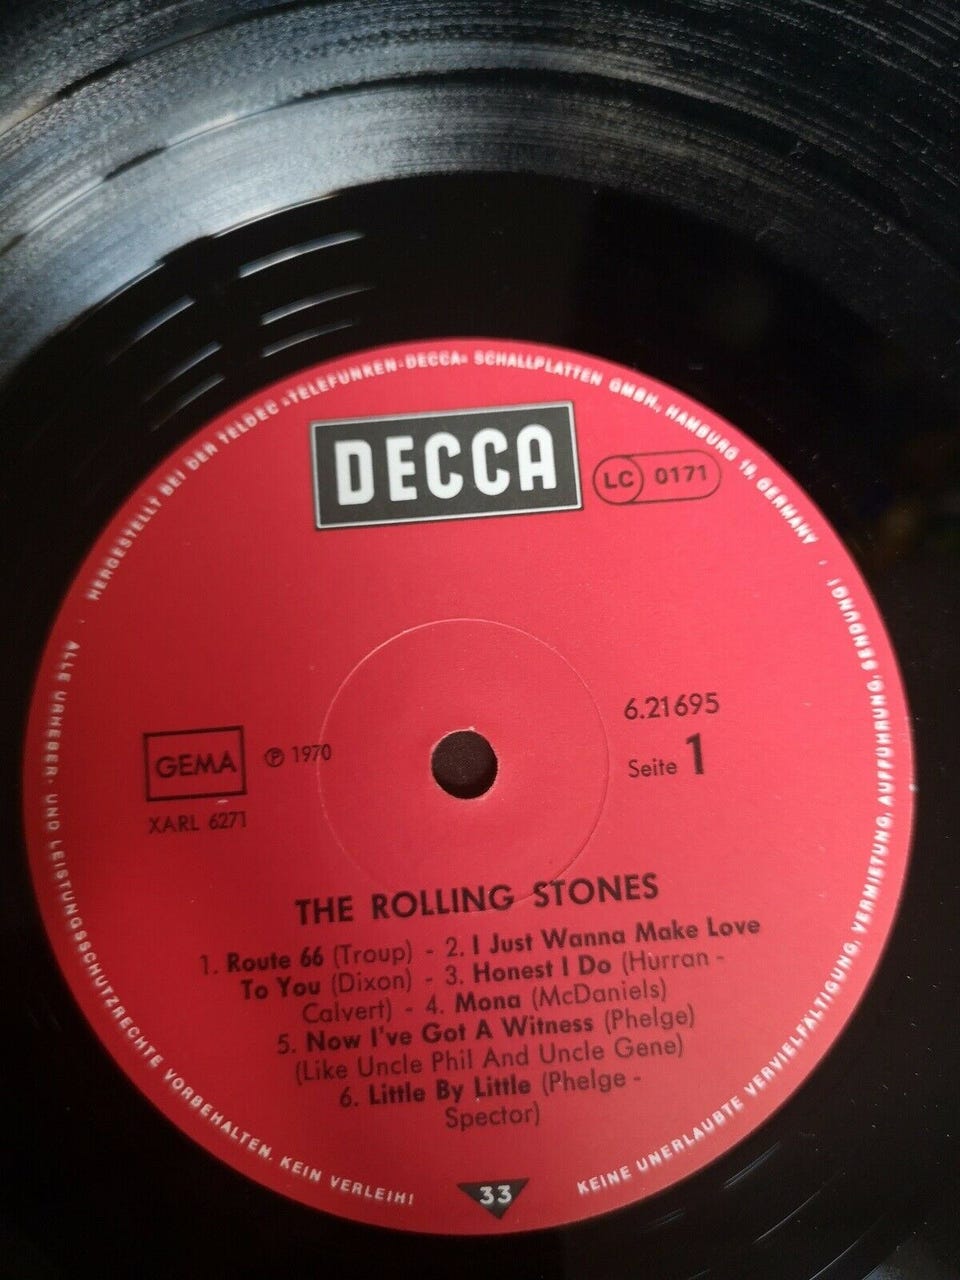 HERGESTELLT BEI DER TELDEC »TELEFUNKEN-DECCA« SCHALLPLATTEN GMBH., HAMBURG 19, GERMANY
DECCA
LC 0171
6.21695
GEMA
℗ 1970
Seite 1
XARL 6271
THE ROLLING STONES
1. Route 66 (Troup) - 2. I Just Wanna Make Love
To You (Dixon) - 3. Honest I Do (Hurran -
Calvert) - 4. Mona (McDaniels)
5. Now I've Got A Witness (Phelge)
(Like Uncle Phil And Uncle Gene)
6. Little By Little (Phelge -
Spector)
33
ALLE URHEBER- UND LEISTUNGSSCHUTZRECHTE VORBEHALTEN. KEIN VERLEIH!
KEINE UNERLAUBTE VERVIELFÄLTIGUNG, VERMIETUNG, AUFFÜHRUNG, SENDUNG!